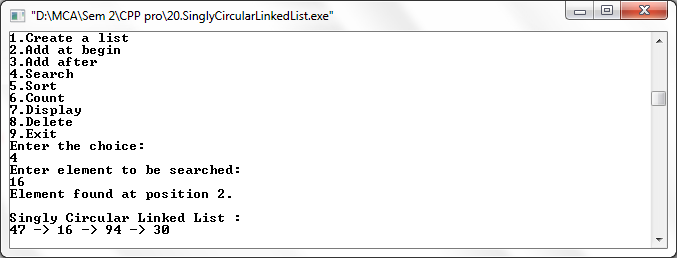 "D:\MCA\Sem 2\CPP pro\20.SinglyCircularLinkedList.exe"
1.Create a list
2.Add at begin
3.Add after
4.Search
5.Sort
6.Count
7.Display
8.Delete
9.Exit
Enter the choice:
4
Enter element to be searched:
16
Element found at position 2.
Singly Circular Linked List :
47 -> 16 -> 94 -> 30